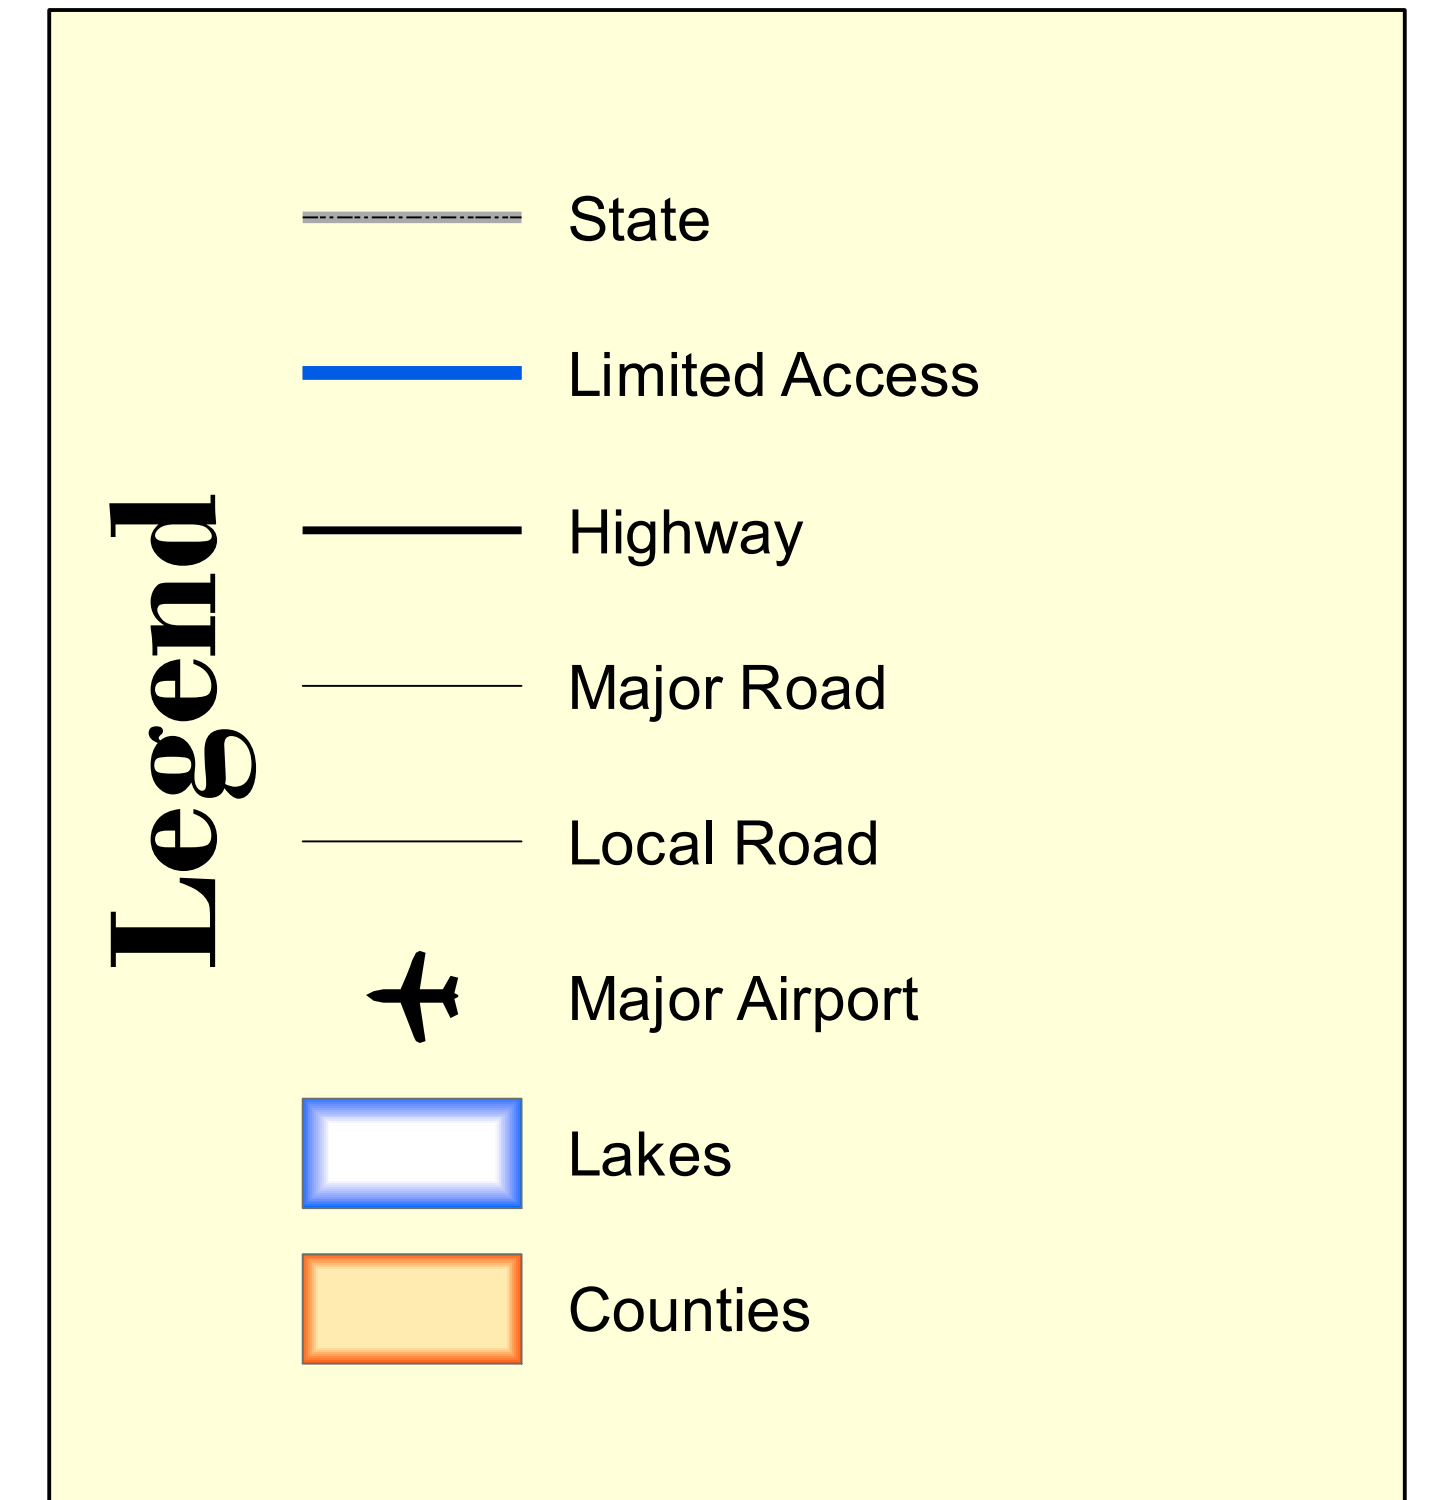 Legend
State
Limited Access
Highway
Major Road
Local Road
Major Airport
Lakes
Counties